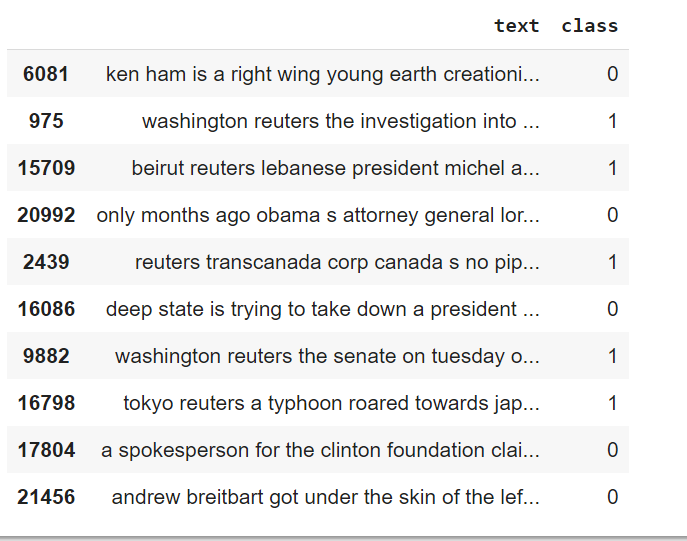 text class
6081 ken ham is a right wing young earth creationi... 0
975 washington reuters the investigation into ... 1
15709 beirut reuters lebanese president michel a... 1
20992 only months ago obama s attorney general lor... 0
2439 reuters transcanada corp canada s no pip... 1
16086 deep state is trying to take down a president ... 0
9882 washington reuters the senate on tuesday o... 1
16798 tokyo reuters a typhoon roared towards jap... 1
17804 a spokesperson for the clinton foundation clai... 0
21456 andrew breitbart got under the skin of the lef... 0